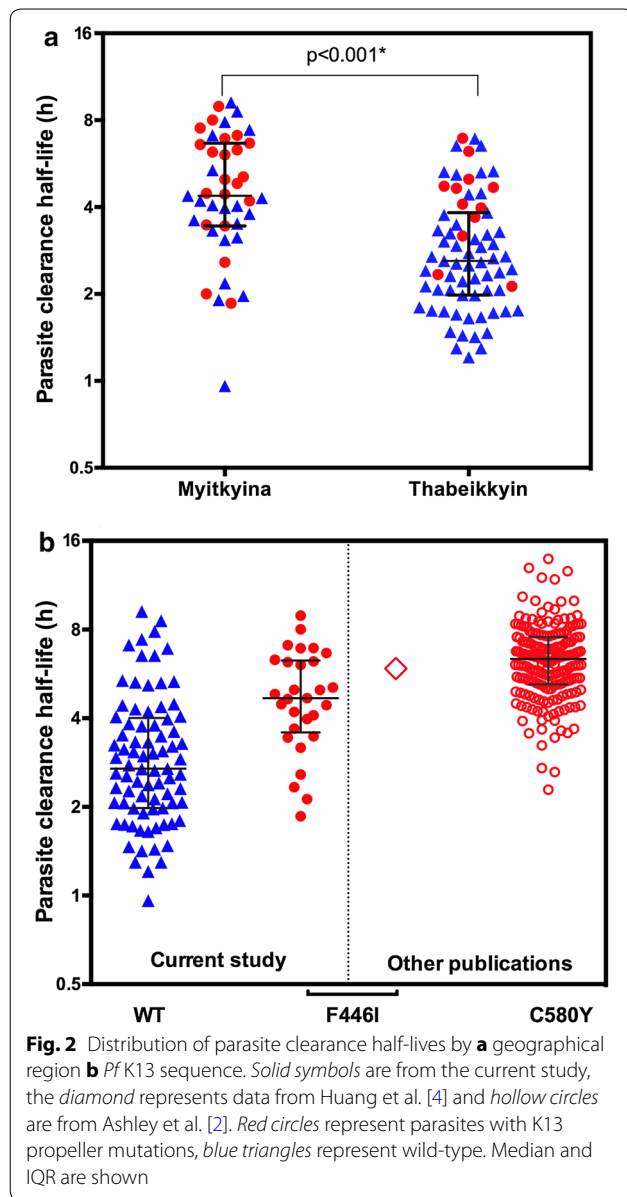 a
16
8
4
2
1
0.5
Parasite clearance half-life (h)
p<0.001*
Myitkyina Thabeikkyin
b
16
8
4
2
1
0.5
Parasite clearance half-life (h)
Current study Other publications
WT F446I C580Y
Fig. 2 Distribution of parasite clearance half-lives by a geographical
region b Pf K13 sequence. Solid symbols are from the current study,
the diamond represents data from Huang et al. [4] and hollow circles
are from Ashley et al. [2]. Red circles represent parasites with K13
propeller mutations, blue triangles represent wild-type. Median and
IQR are shown